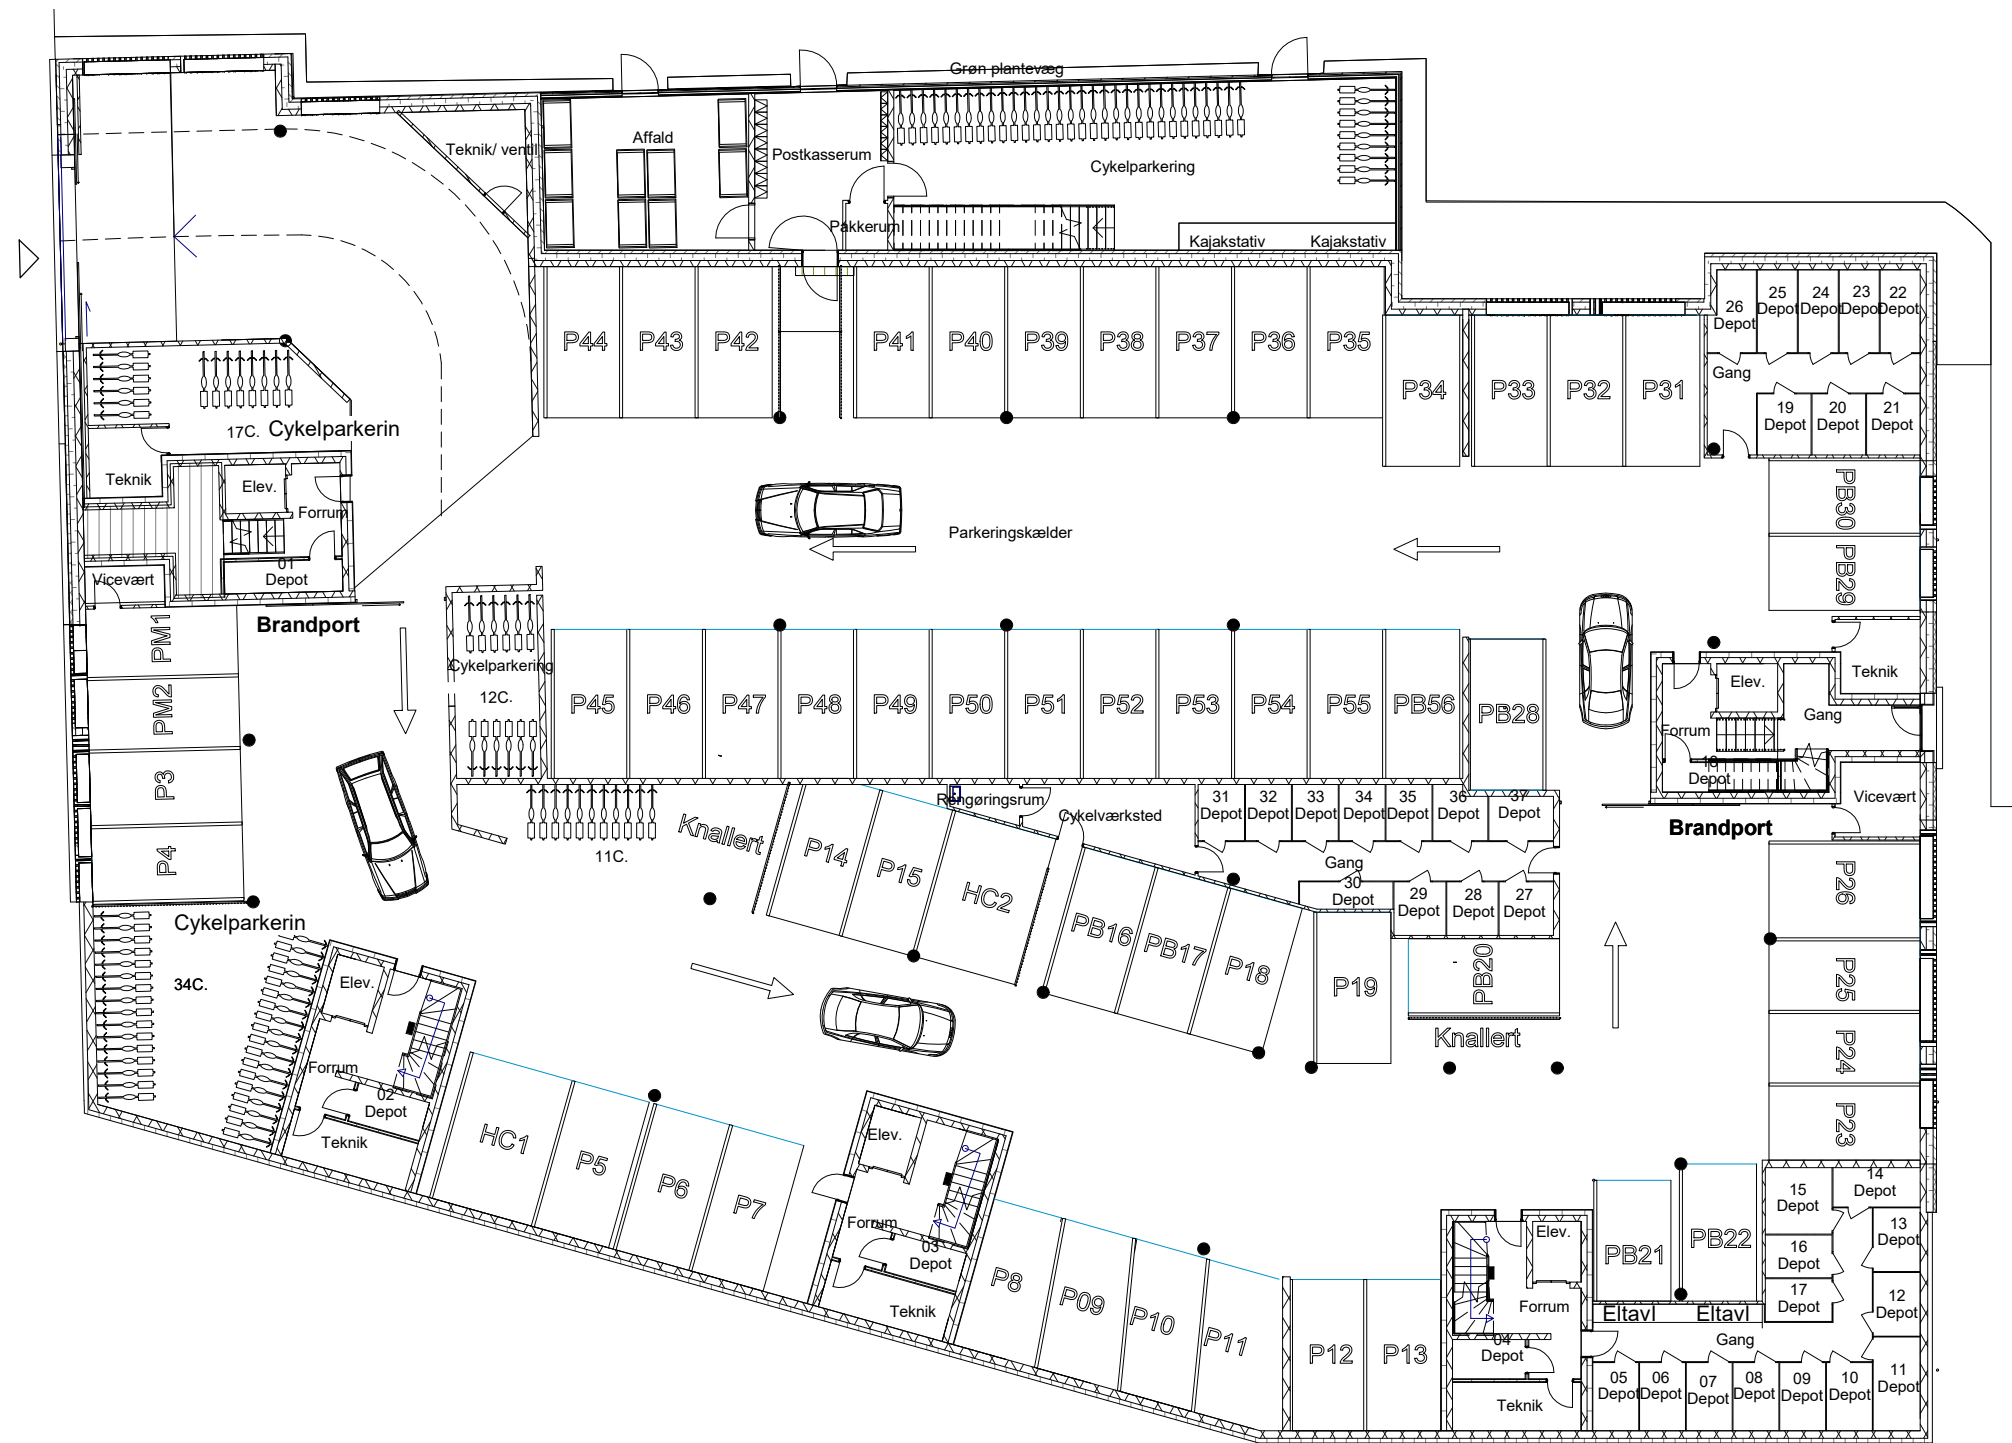 Grøn plantevæg
Teknik/ ventil
Affald
Postkasserum
Cykelparkering
Pakkerum
Kajakstativ
Kajakstativ
P44
P43
P42
P41
P40
P39
P38
P37
P36
P35
P34
P33
P32
P31
26
Depot
25
Depot
24
Depot
23
Depot
22
Depot
Gang
19
Depot
20
Depot
21
Depot
17C. Cykelparkerin
Teknik
Elev.
Forrum
01
Depot
Vicevært
Brandport
Parkeringskælder
PB30
PB29
Teknik
Elev.
Gang
Forrum
18
Depot
Vicevært
Brandport
PM1
PM2
P3
P4
Cykelparkering
12C.
P45
P46
P47
P48
P49
P50
P51
P52
P53
P54
P55
PB56
PB28
11C.
Knallert
P14
P15
HC2
Rengøringsrum
Cykelværksted
31
Depot
32
Depot
33
Depot
34
Depot
35
Depot
36
Depot
37
Depot
Gang
30
Depot
29
Depot
28
Depot
27
Depot
PB16
PB17
P18
P19
PB20
Knallert
P26
P25
P24
P23
Cykelparkerin
34C.
Elev.
Forrum
02
Depot
Teknik
HC1
P5
P6
P7
Elev.
Forrum
03
Depot
Teknik
P8
P09
P10
P11
P12
P13
Elev.
Forrum
04
Depot
Teknik
PB21
PB22
Eltavl
Eltavl
Gang
15
Depot
14
Depot
13
Depot
16
Depot
17
Depot
12
Depot
11
Depot
05
Depot
06
Depot
07
Depot
08
Depot
09
Depot
10
Depot